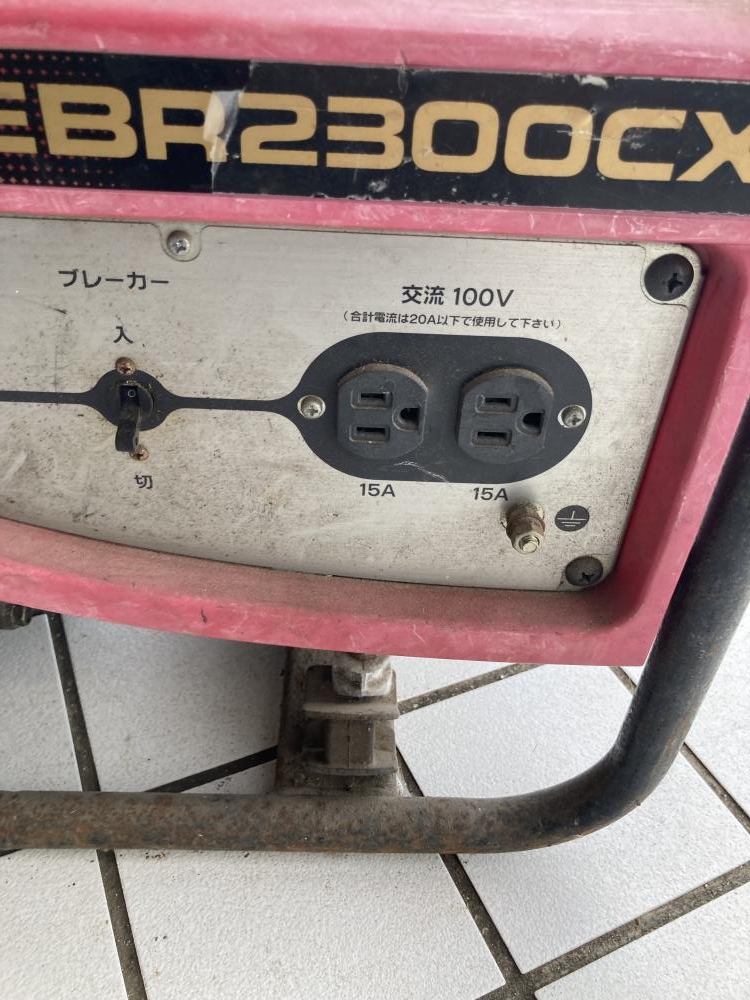 EBR2300CX
ブレーカー
入
切
交流 100V
（合計電流は20A以下で使用して下さい）
15A
15A